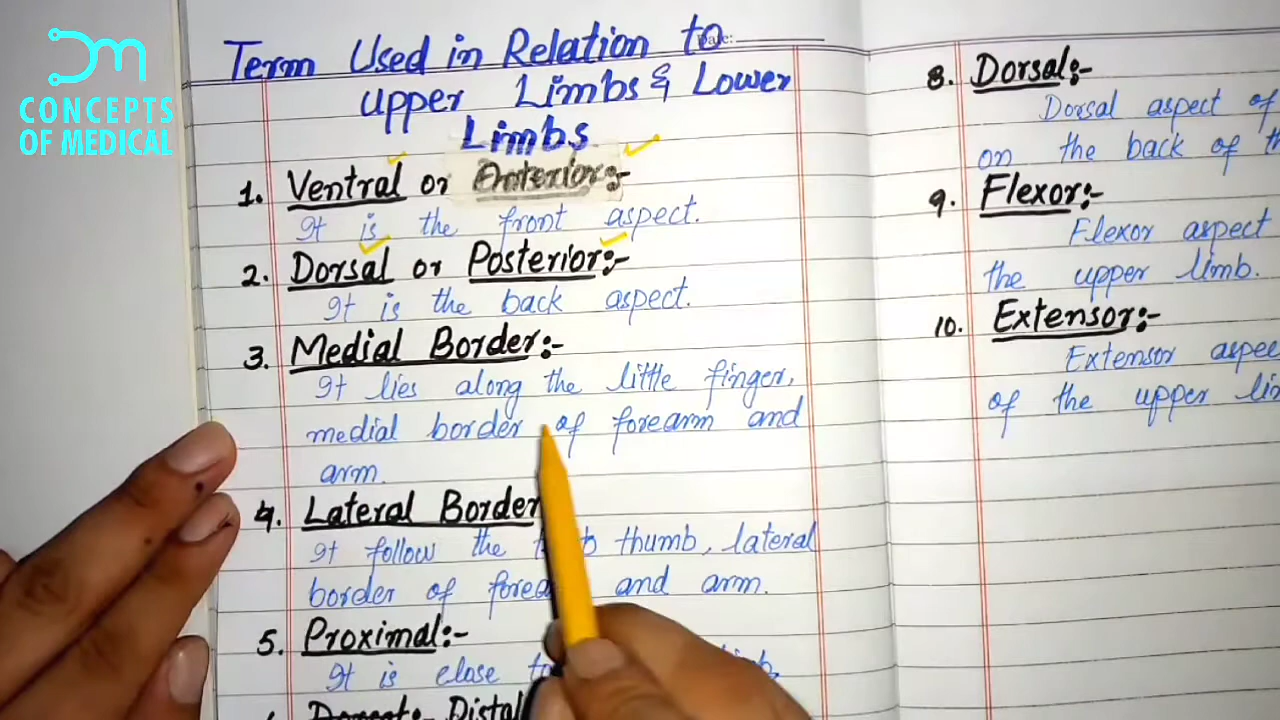 DM
CONCEPTS
OF MEDICAL
Date:
Term Used in Relation to
Upper Limbs & Lower
Limbs
1. Ventral or Anterior:-
It is the front aspect.
2. Dorsal or Posterior:-
It is the back aspect.
3. Medial Border:-
It lies along the little finger,
medial border of forearm and
arm.
4. Lateral Border
It follow the thumb, lateral
border of and arm.
5. Proximal:-
It is close
Distal
8. Dorsal:-
Dorsal aspect of
on the back of
9. Flexor:-
Flexor aspect
the upper limb.
10. Extensor:-
Extensor
of the upper